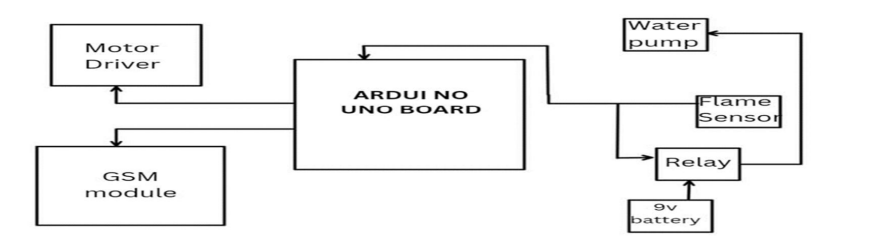 Motor
Driver
GSM
module
ARDUI NO
UNO BOARD
Water
pump
Flame
Sensor
Relay
9v
battery